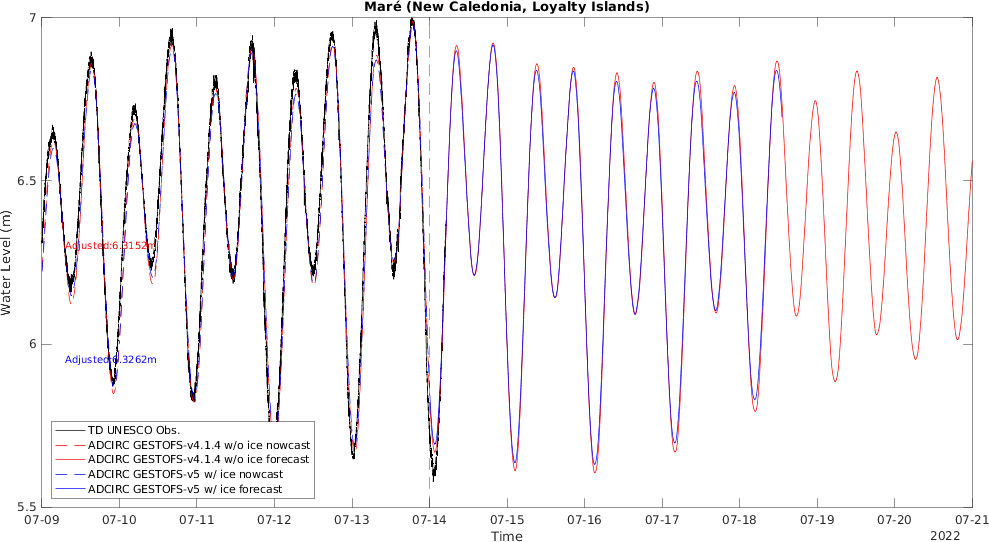 Maré (New Caledonia, Loyalty Islands)
7
6.5
6
5.5
Water Level (m)
Adjusted:6.3152m
Adjusted:6.3262m
TD UNESCO Obs.
ADCIRC GESTOFS-v4.1.4 w/o ice nowcast
ADCIRC GESTOFS-v4.1.4 w/o ice forecast
ADCIRC GESTOFS-v5 w/ ice nowcast
ADCIRC GESTOFS-v5 w/ ice forecast
07-09 07-10 07-11 07-12 07-13 07-14 07-15 07-16 07-17 07-18 07-19 07-20 07-21
Time
2022